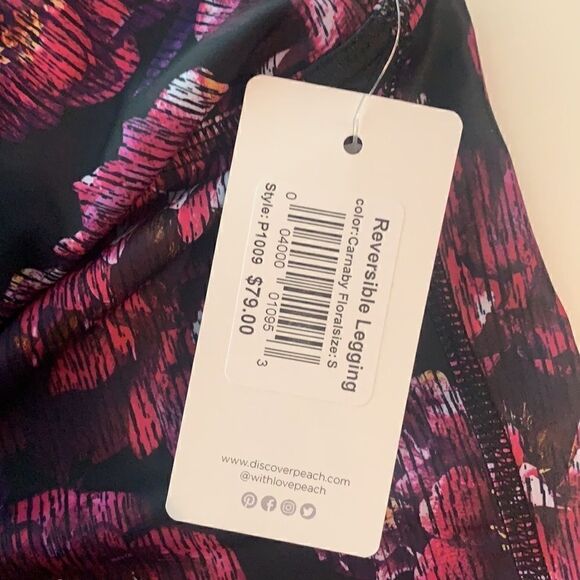 Reversible Legging
color:Carnaby Floralsize:S
0 04000 01095 3
Style:P1009 $79.00
www.discoverpeach.com
@withlovepeach